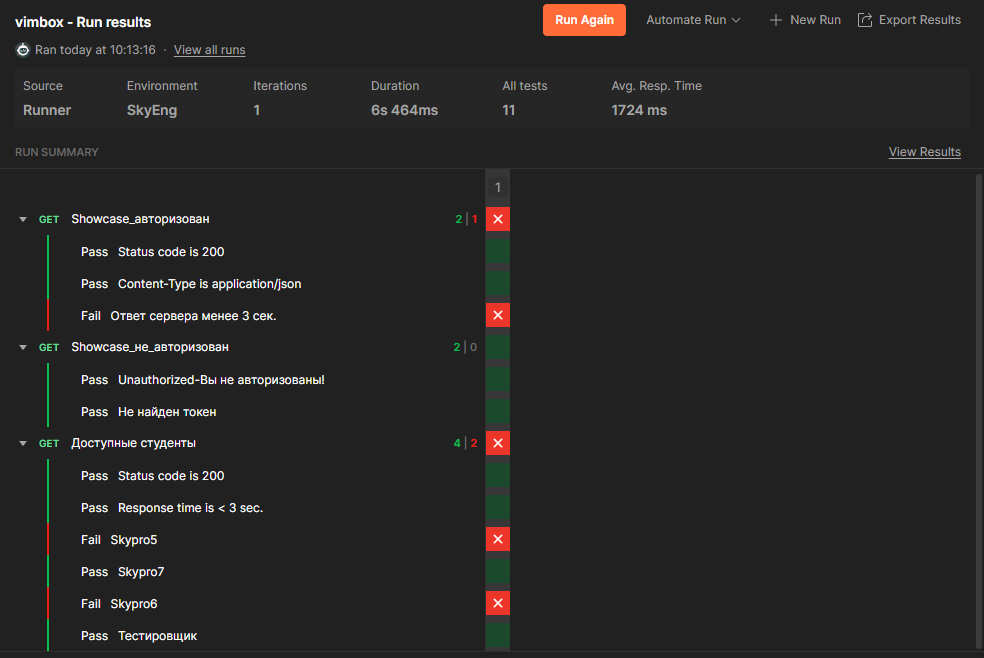 vimbox - Run results
Run Again
Automate Run
New Run
Export Results
Ran today at 10:13:16 · View all runs
Source Environment Iterations Duration All tests Avg. Resp. Time
Runner SkyEng 1 6s 464ms 11 1724 ms
RUN SUMMARY
View Results
1
GET Showcase_авторизован 2 | 1
Pass Status code is 200
Pass Content-Type is application/json
Fail Ответ сервера менее 3 сек.
GET Showcase_не_авторизован 2 | 0
Pass Unauthorized-Вы не авторизованы!
Pass Не найден токен
GET Доступные студенты 4 | 2
Pass Status code is 200
Pass Response time is < 3 sec.
Fail Skypro5
Pass Skypro7
Fail Skypro6
Pass Тестировщик